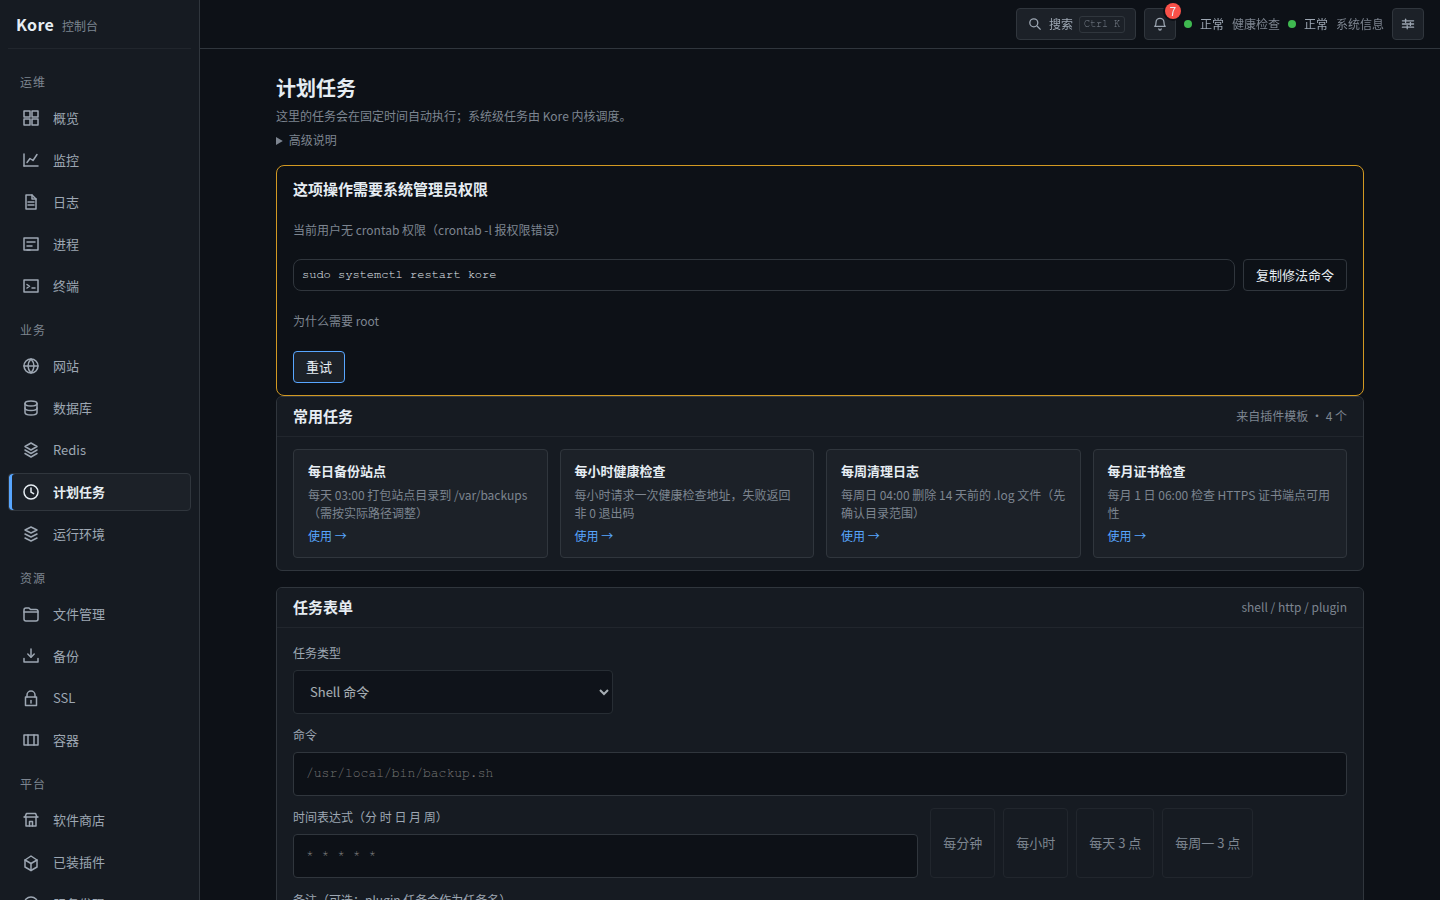 Kore 控制台
搜索 Ctrl K
7
正常 健康检查
正常 系统信息
运维
概览
监控
日志
进程
终端
业务
网站
数据库
Redis
计划任务
运行环境
资源
文件管理
备份
SSL
容器
平台
软件商店
已装插件
计划任务
这里的任务会在固定时间自动执行；系统级任务由 Kore 内核调度。
高级说明
这项操作需要系统管理员权限
当前用户无 crontab 权限（crontab -l 报权限错误）
sudo systemctl restart kore
复制修法命令
为什么需要 root
重试
常用任务
来自插件模板 · 4 个
每日备份站点
每天 03:00 打包站点目录到 /var/backups
（需按实际路径调整）
使用 →
每小时健康检查
每小时请求一次健康检查地址，失败返回
非 0 退出码
使用 →
每周清理日志
每周日 04:00 删除 14 天前的 .log 文件（先
确认目录范围）
使用 →
每月证书检查
每月 1 日 06:00 检查 HTTPS 证书端点可用
性
使用 →
任务表单
shell / http / plugin
任务类型
Shell 命令
命令
/usr/local/bin/backup.sh
时间表达式（分 时 日 月 周）
* * * * *
每分钟
每小时
每天 3 点
每周一 3 点
备注（可选；plugin 任务会作为任务名）